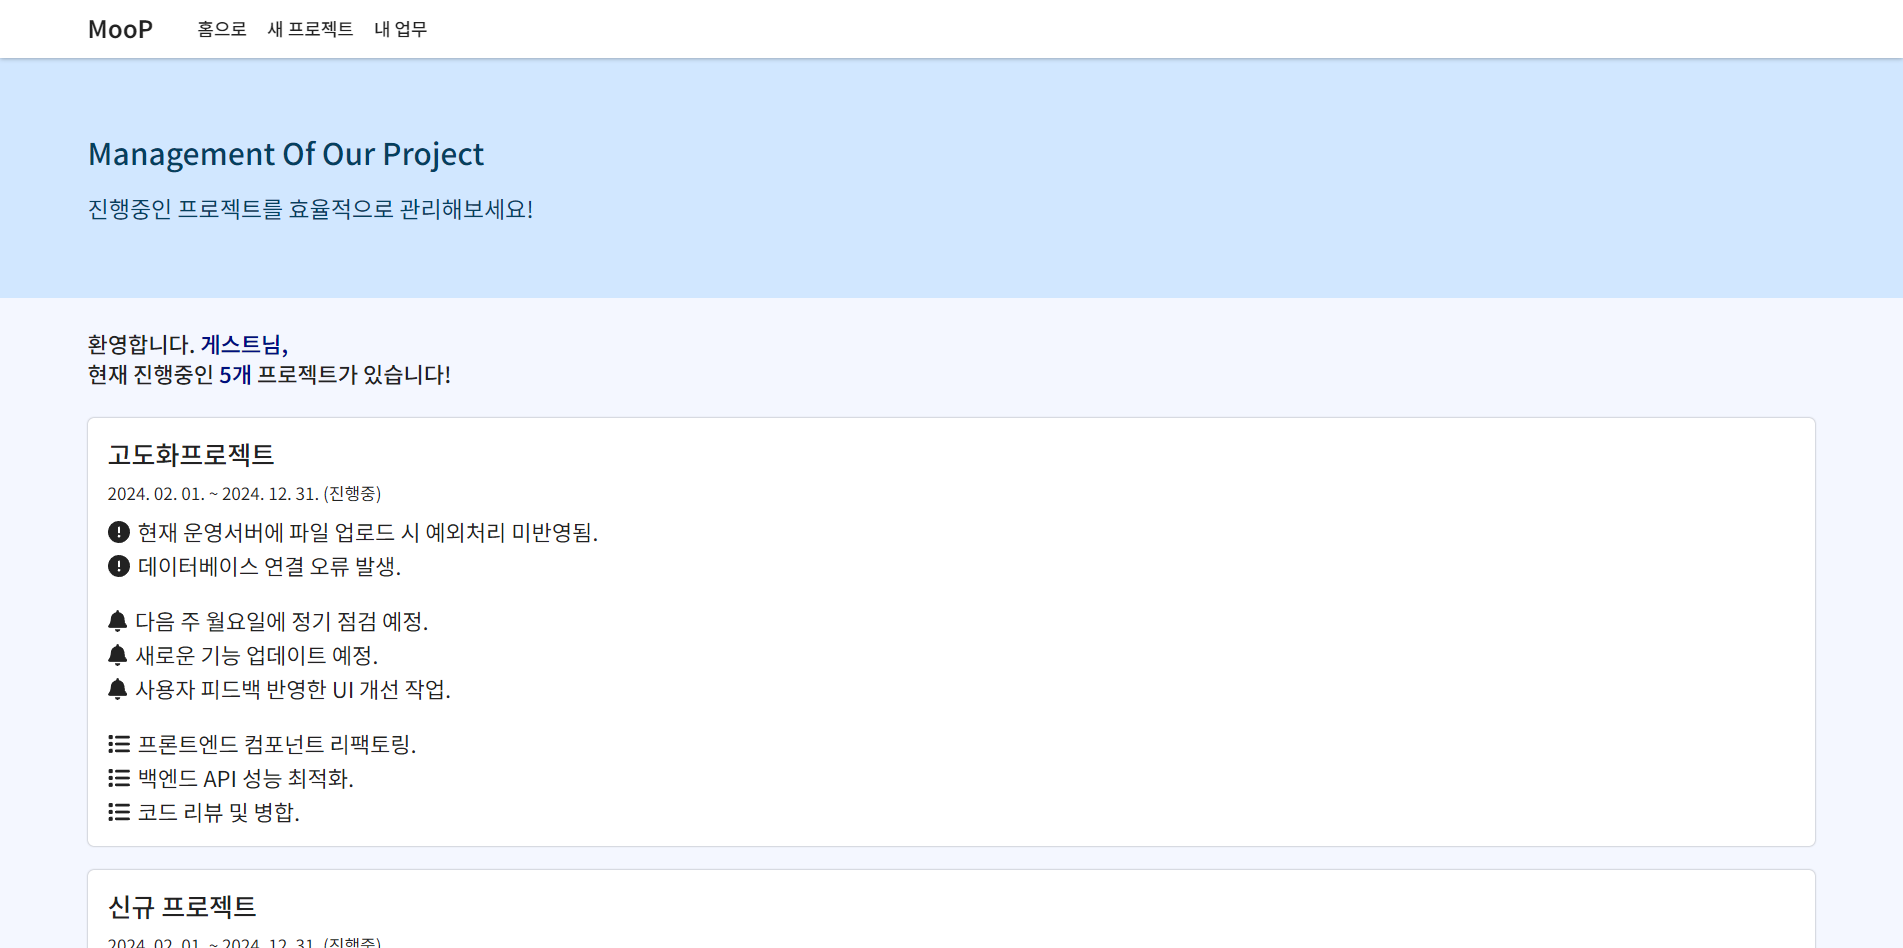 MooP 홈으로 새 프로젝트 내 업무
Management Of Our Project
진행중인 프로젝트를 효율적으로 관리해보세요!
환영합니다. 게스트님,
현재 진행중인 5개 프로젝트가 있습니다!
고도화프로젝트
2024. 02. 01. ~ 2024. 12. 31. (진행중)
현재 운영서버에 파일 업로드 시 예외처리 미반영됨.
데이터베이스 연결 오류 발생.
다음 주 월요일에 정기 점검 예정.
새로운 기능 업데이트 예정.
사용자 피드백 반영한 UI 개선 작업.
프론트엔드 컴포넌트 리팩토링.
백엔드 API 성능 최적화.
코드 리뷰 및 병합.
신규 프로젝트
2024. 02. 01. ~ 2024. 12. 31. (진행중)